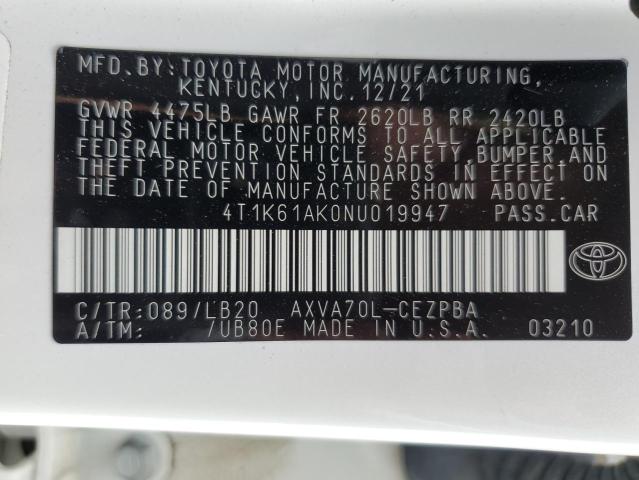 MFD.BY:TOYOTA MOTOR MANUFACTURING,
KENTUCKY,INC.12/21
GVWR 4475LB GAWR FR 2620LB RR 2420LB
THIS VEHICLE CONFORMS TO ALL APPLICABLE
FEDERAL MOTOR VEHICLE SAFETY,BUMPER,AND
THEFT PREVENTION STANDARDS IN EFFECT ON
THE DATE OF MANUFACTURE SHOWN ABOVE.
4T1K61AK0NU019947 PASS.CAR
C/TR:089/LB20 AXVA70L-CEZPBA
A/TM: /UB80E MADE IN U.S.A. 03210